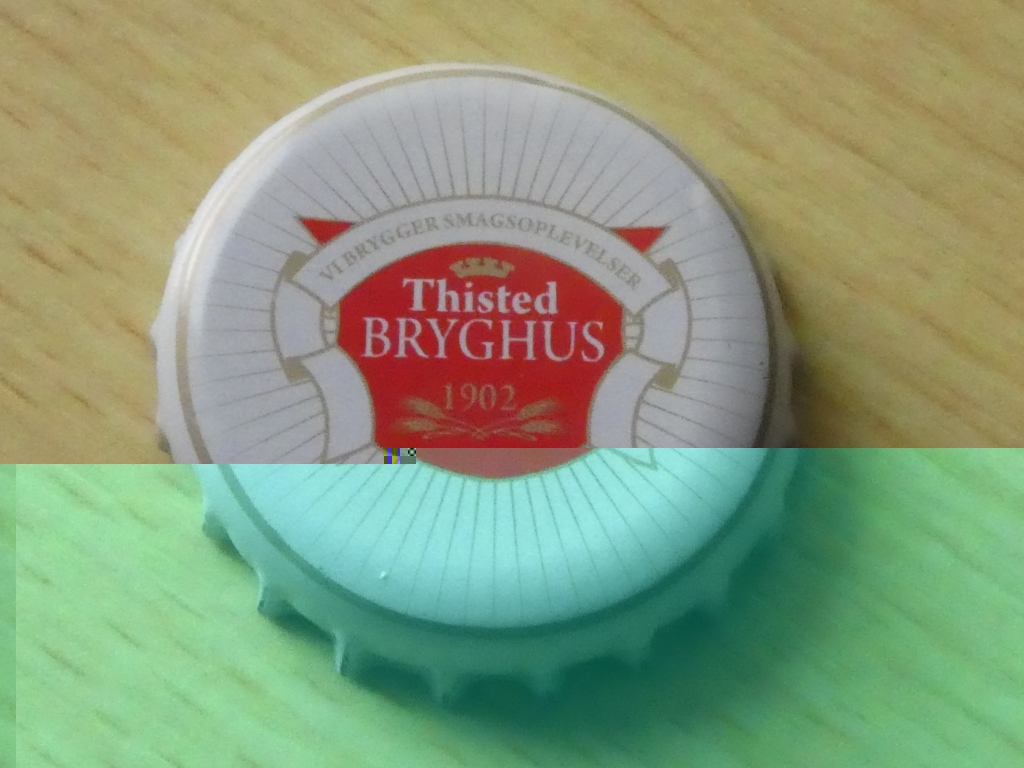 VI BRYGGER SMAGSOPLEVELSER
Thisted
BRYGHUS
1902